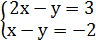 2x − y = 3
x − y = −2